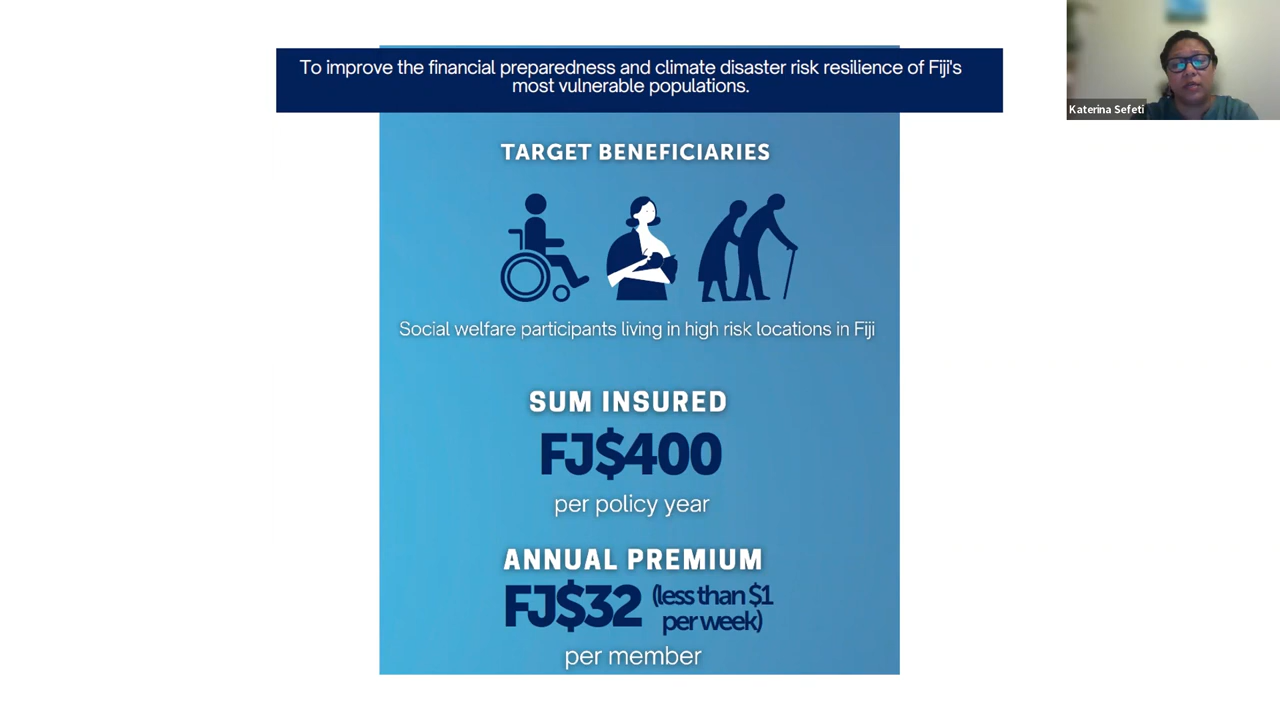 To improve the financial preparedness and climate disaster risk resilience of Fiji's
most vulnerable populations.
Katerina Sefeti
TARGET BENEFICIARIES
Social welfare participants living in high risk locations in Fiji
SUM INSURED
FJ$400
per policy year
ANNUAL PREMIUM
FJ$32 (less than $1
per week)
per member